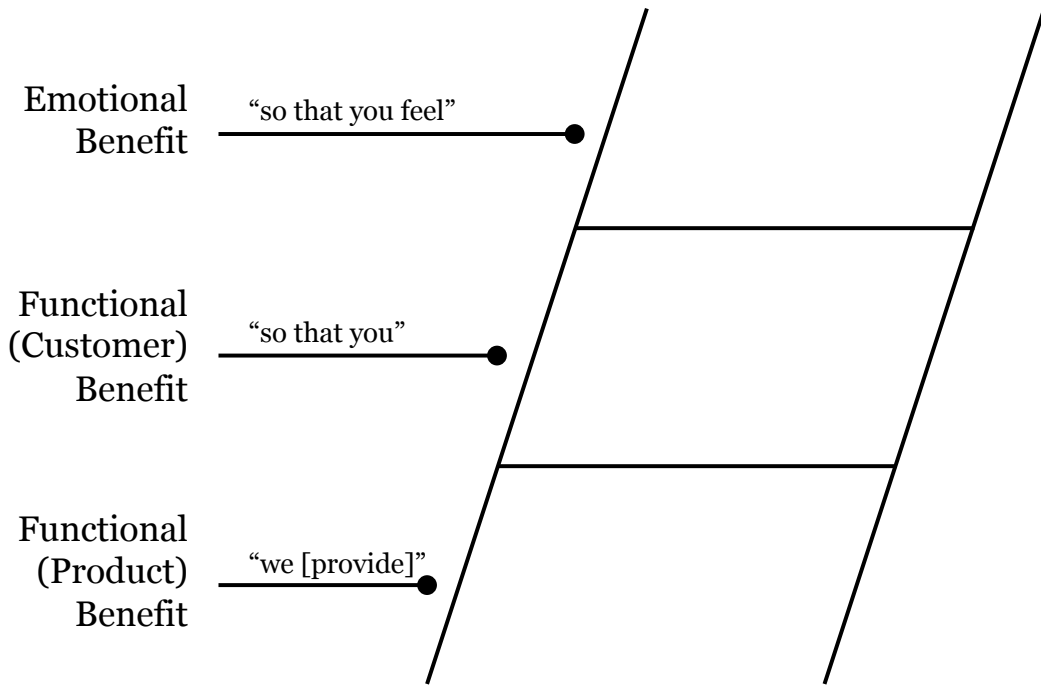 Emotional
Benefit
“so that you feel”
Functional
(Customer)
Benefit
“so that you”
Functional
(Product)
Benefit
“we [provide]”